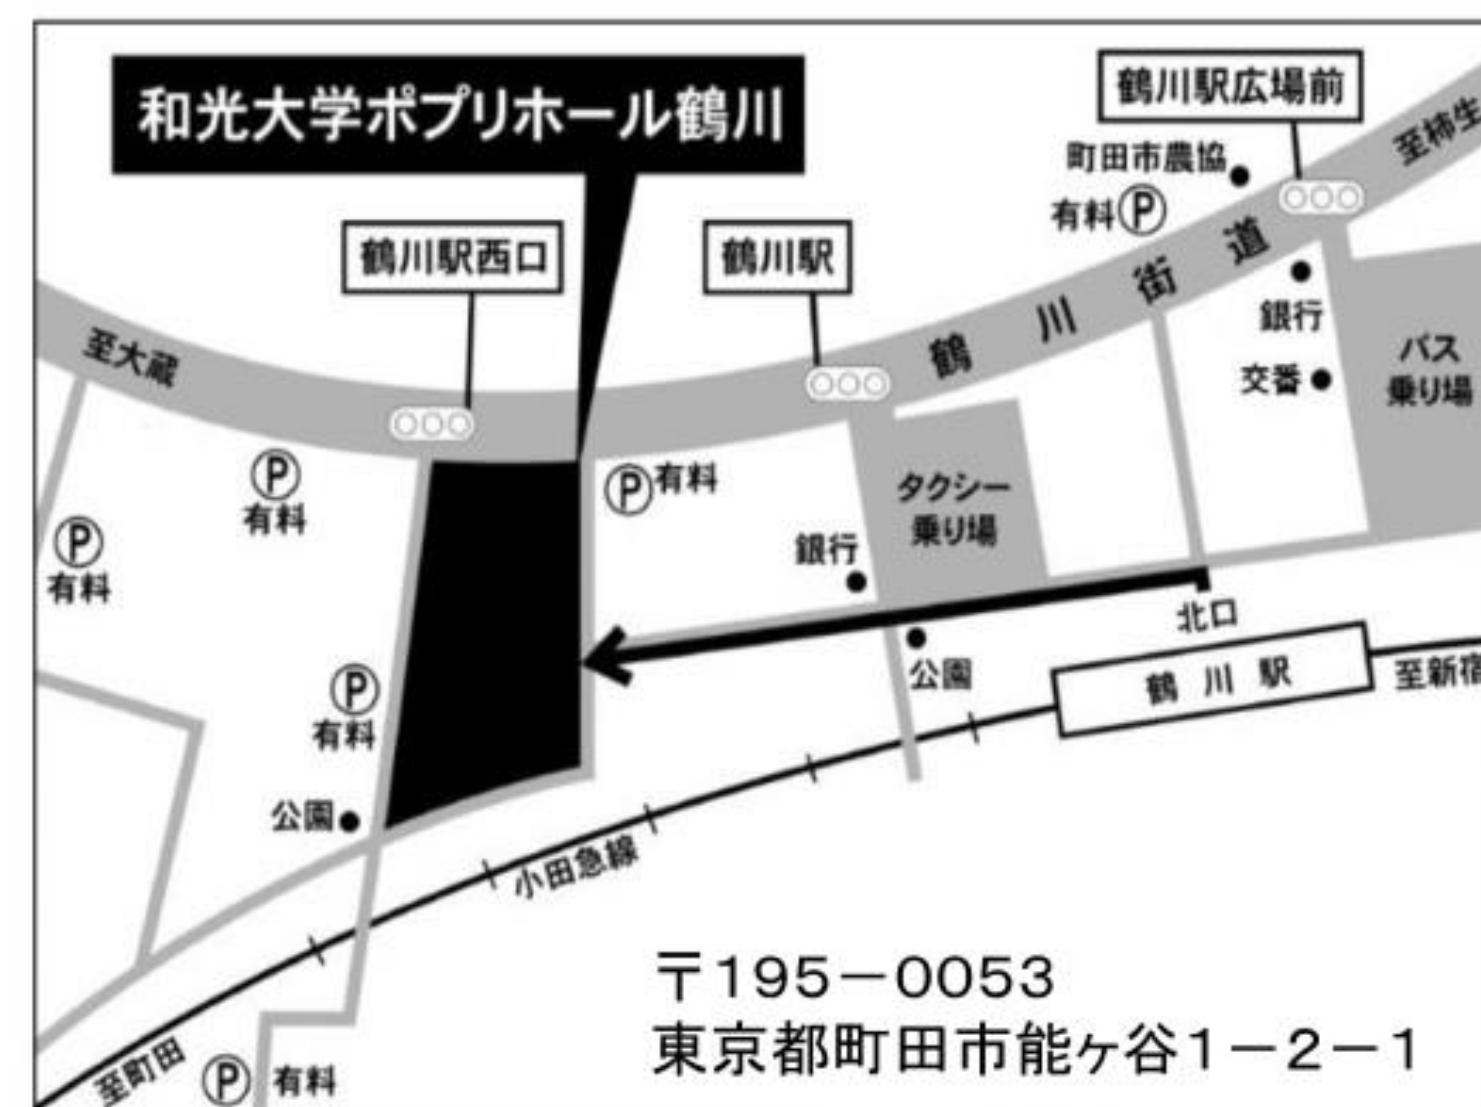 和光大学ポプリホール鶴川
鶴川駅広場前
町田市農協
有料Ⓟ
至柿生
鶴川駅西口
鶴川駅
鶴川街道
至大蔵
銀行
交番
バス
乗り場
Ⓟ
有料
Ⓟ有料
タクシー
乗り場
銀行
Ⓟ
有料
北口
公園
鶴川駅
至新宿
Ⓟ
有料
公園
小田急線
〒195－0053
東京都町田市能ヶ谷1－2－1
至町田
Ⓟ 有料